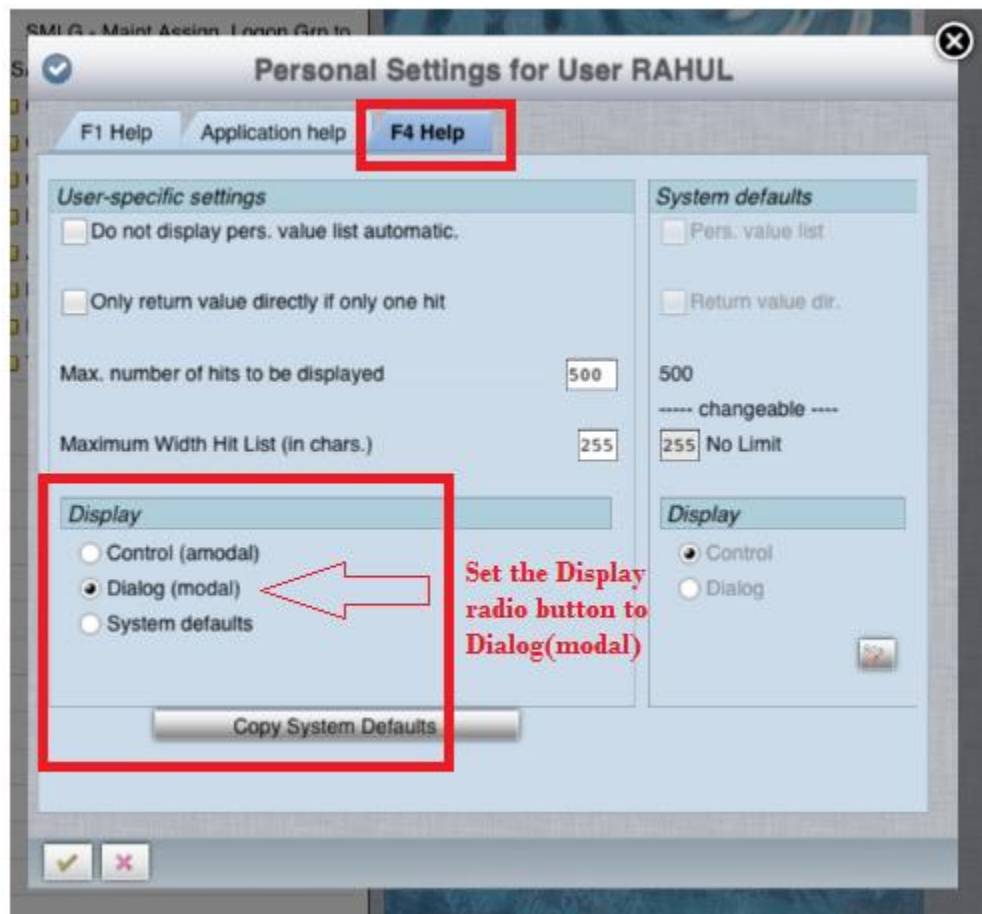 SMLG - Maint Assign. Logon Grp to
Personal Settings for User RAHUL
F1 Help
Application help
F4 Help
User-specific settings
Do not display pers. value list automatic.
Only return value directly if only one hit
Max. number of hits to be displayed
500
Maximum Width Hit List (in chars.)
255
System defaults
Pers. value list
Return value dir.
500
----- changeable ----
255 No Limit
Display
Control (amodal)
Dialog (modal)
System defaults
Set the Display
radio button to
Dialog(modal)
Copy System Defaults
Display
Control
Dialog